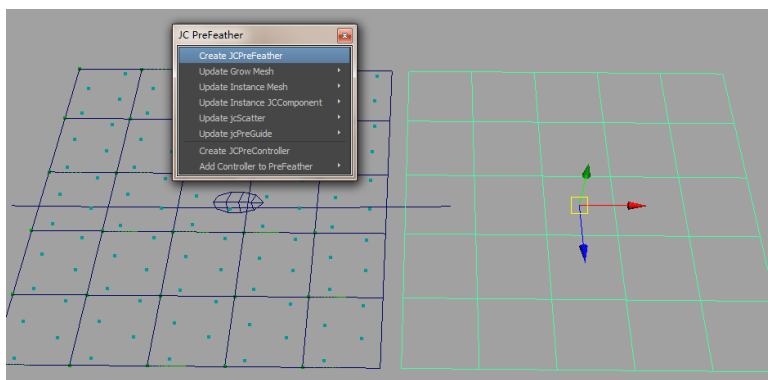 JC PreFeather
Create JCPreFeather
Update Grow Mesh
Update Instance Mesh
Update Instance JCComponent
Update jcScatter
Update jcPreGuide
Create JCPreController
Add Controller to PreFeather